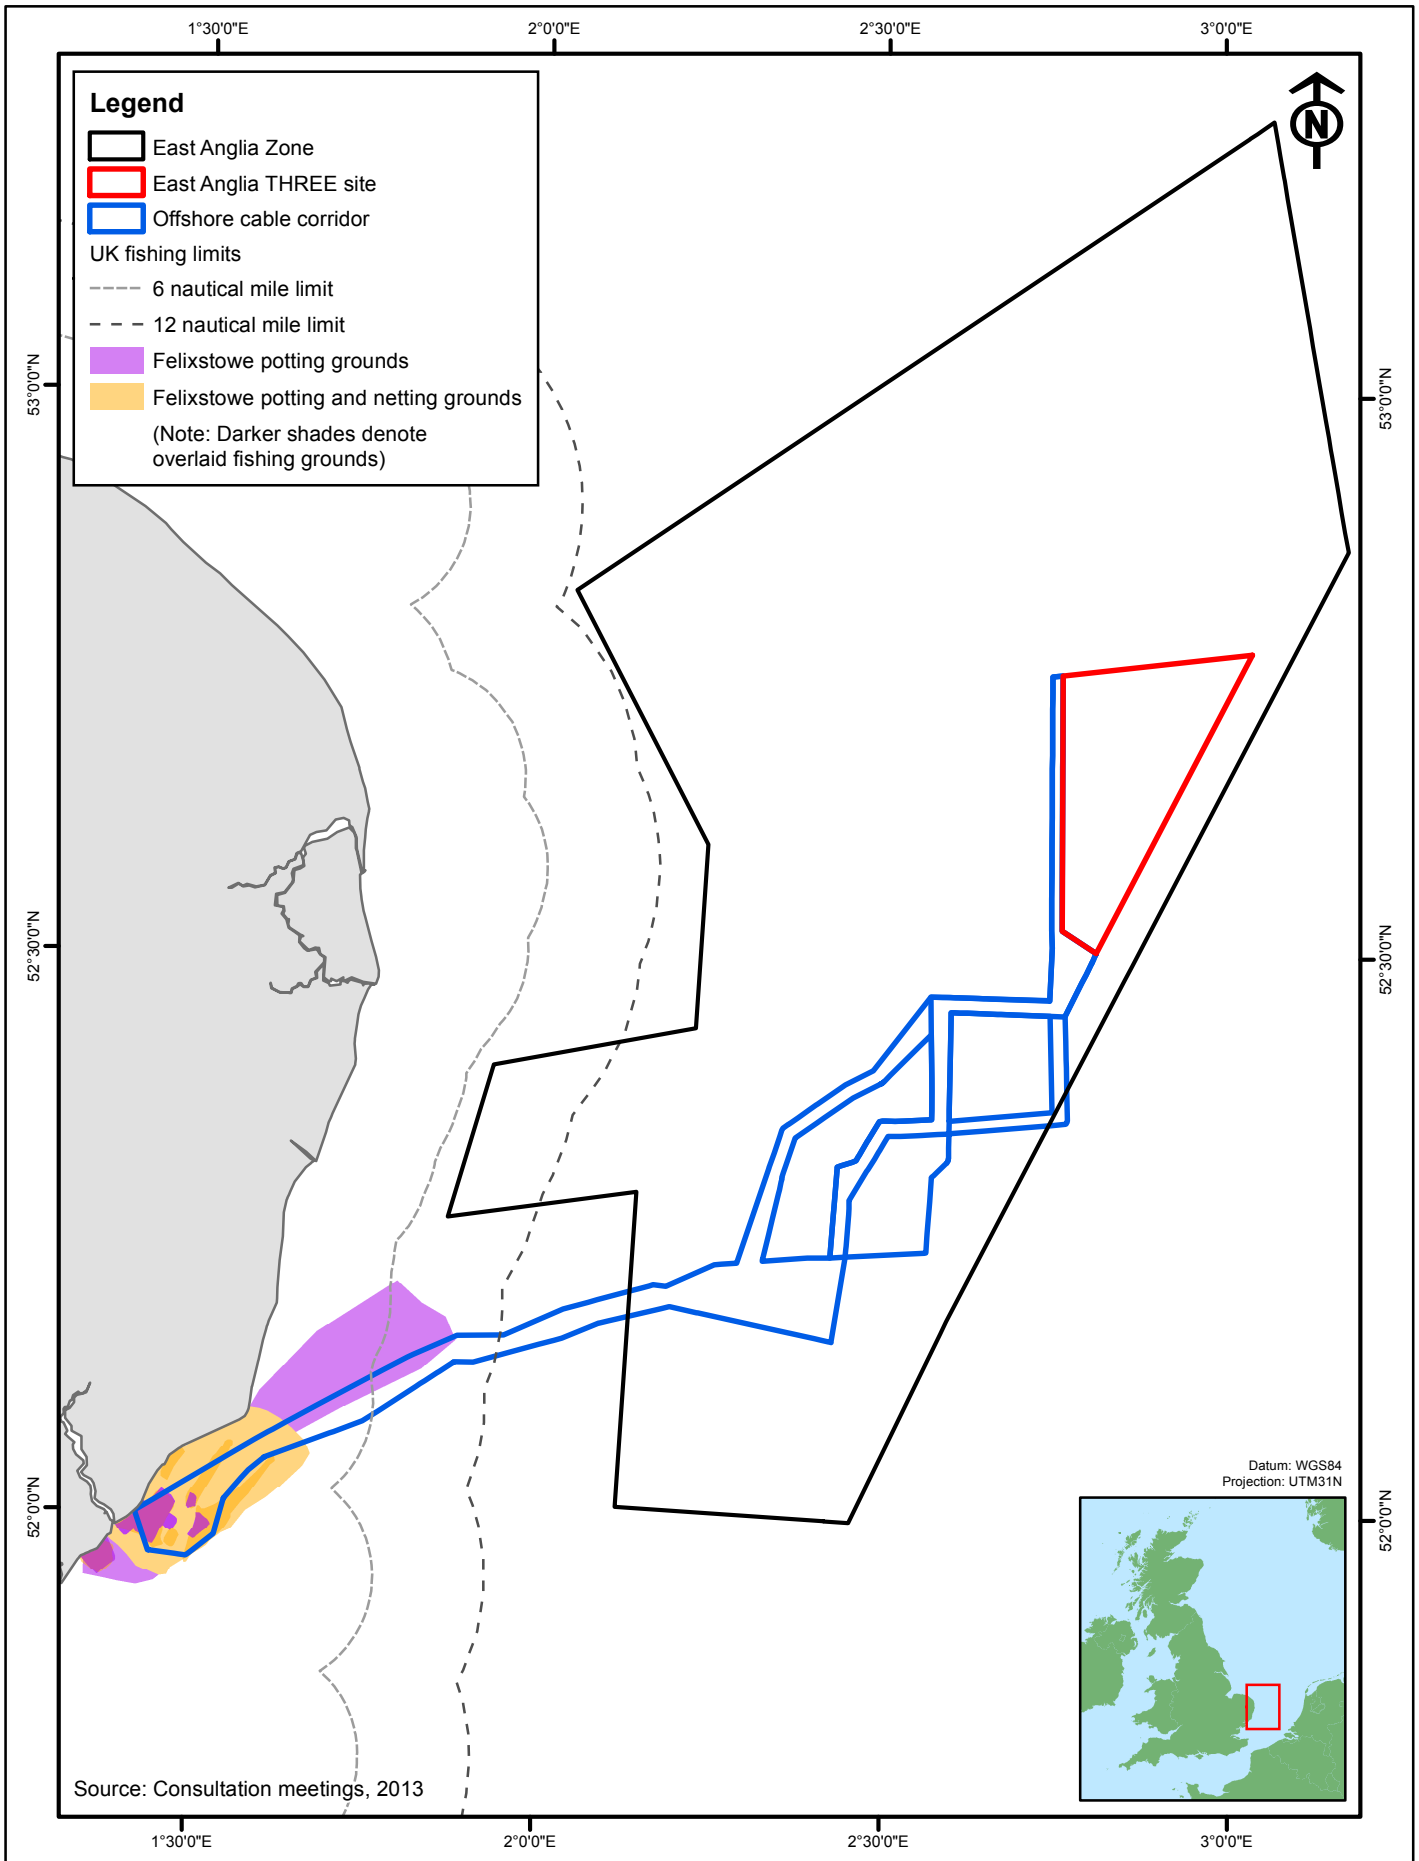 1°30'0"E 2°0'0"E 2°30'0"E 3°0'0"E
Legend
East Anglia Zone
East Anglia THREE site
Offshore cable corridor
UK fishing limits
6 nautical mile limit
12 nautical mile limit
Felixstowe potting grounds
Felixstowe potting and netting grounds
(Note: Darker shades denote
overlaid fishing grounds)
N
53°0'0"N
53°0'0"N
52°30'0"N
52°30'0"N
52°0'0"N
52°0'0"N
Datum: WGS84
Projection: UTM31N
Source: Consultation meetings, 2013
1°30'0"E 2°0'0"E 2°30'0"E 3°0'0"E